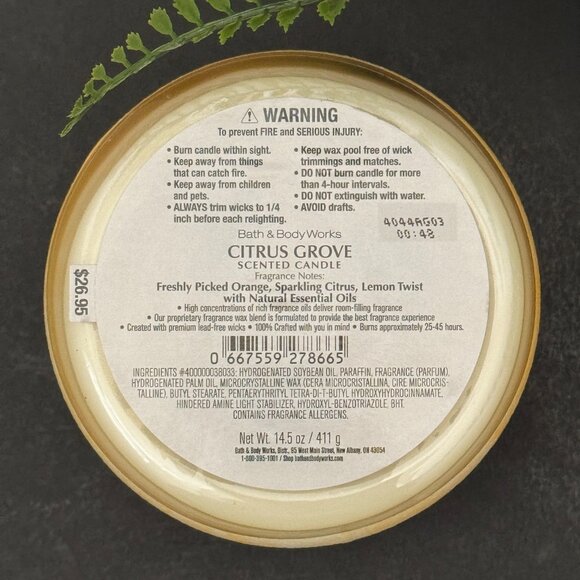 ⚠ WARNING
To prevent FIRE and SERIOUS INJURY:
• Burn candle within sight.
• Keep away from things
that can catch fire.
• Keep away from children
and pets.
• ALWAYS trim wicks to 1/4
inch before each relighting.
• Keep wax pool free of wick
trimmings and matches.
• DO NOT burn candle for more
than 4-hour intervals.
• DO NOT extinguish with water.
• AVOID drafts.
4044RG03
00:48
Bath & Body Works
CITRUS GROVE
SCENTED CANDLE
Fragrance Notes:
Freshly Picked Orange, Sparkling Citrus, Lemon Twist
with Natural Essential Oils
• High concentrations of rich fragrance oils deliver room-filling fragrance
• Our proprietary fragrance wax blend is formulated to provide the best fragrance experience
• Created with premium lead-free wicks • 100% Crafted with you in mind • Burns approximately 25-45 hours.
$26.95
0 667559 278665
INGREDIENTS #400000038033: HYDROGENATED SOYBEAN OIL, PARAFFIN, FRAGRANCE (PARFUM),
HYDROGENATED PALM OIL, MICROCRYSTALLINE WAX (CERA MICROCRISTALLINA, CIRE MICROCRIS-
TALLINE), BUTYL STEARATE, PENTAERYTHRITYL TETRA-DI-T-BUTYL HYDROXYHYDROCINNAMATE,
HINDERED AMINE LIGHT STABILIZER, HYDROXYL-BENZOTRIAZOLE, BHT.
CONTAINS FRAGRANCE ALLERGENS.
Net Wt. 14.5 oz / 411 g
Bath & Body Works, Distr., 95 West Main Street, New Albany, OH 43054
1-800-395-1001 / Shop bathandbodyworks.com